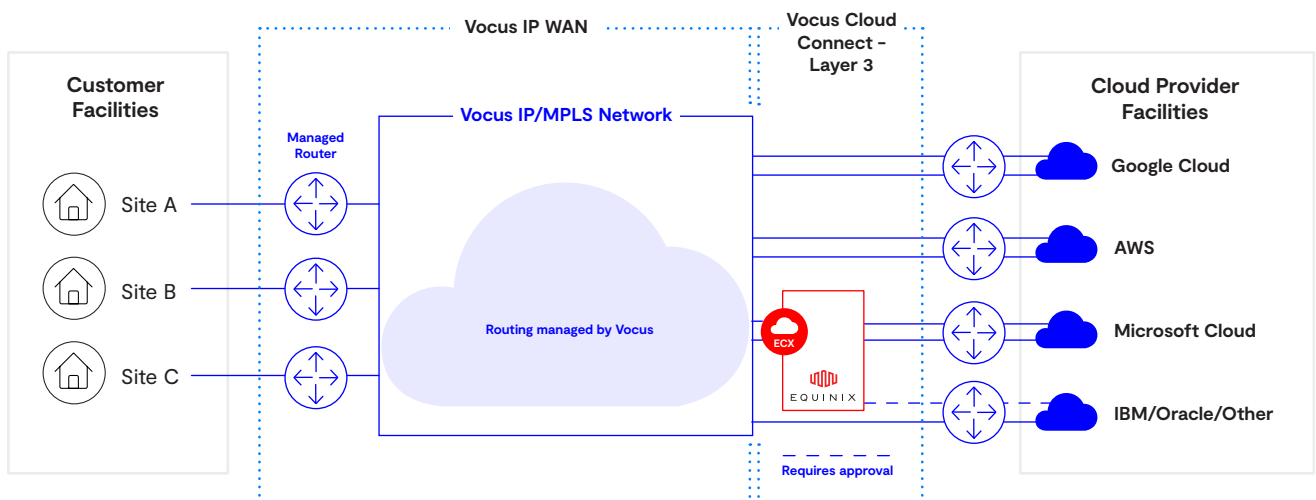 Vocus IP WAN
Vocus Cloud
Connect -
Layer 3
Customer
Facilities
Cloud Provider
Facilities
Vocus IP/MPLS Network
Managed
Router
Site A
Site B
Site C
Routing managed by Vocus
ECX
EQUINIX
Google Cloud
AWS
Microsoft Cloud
IBM/Oracle/Other
Requires approval